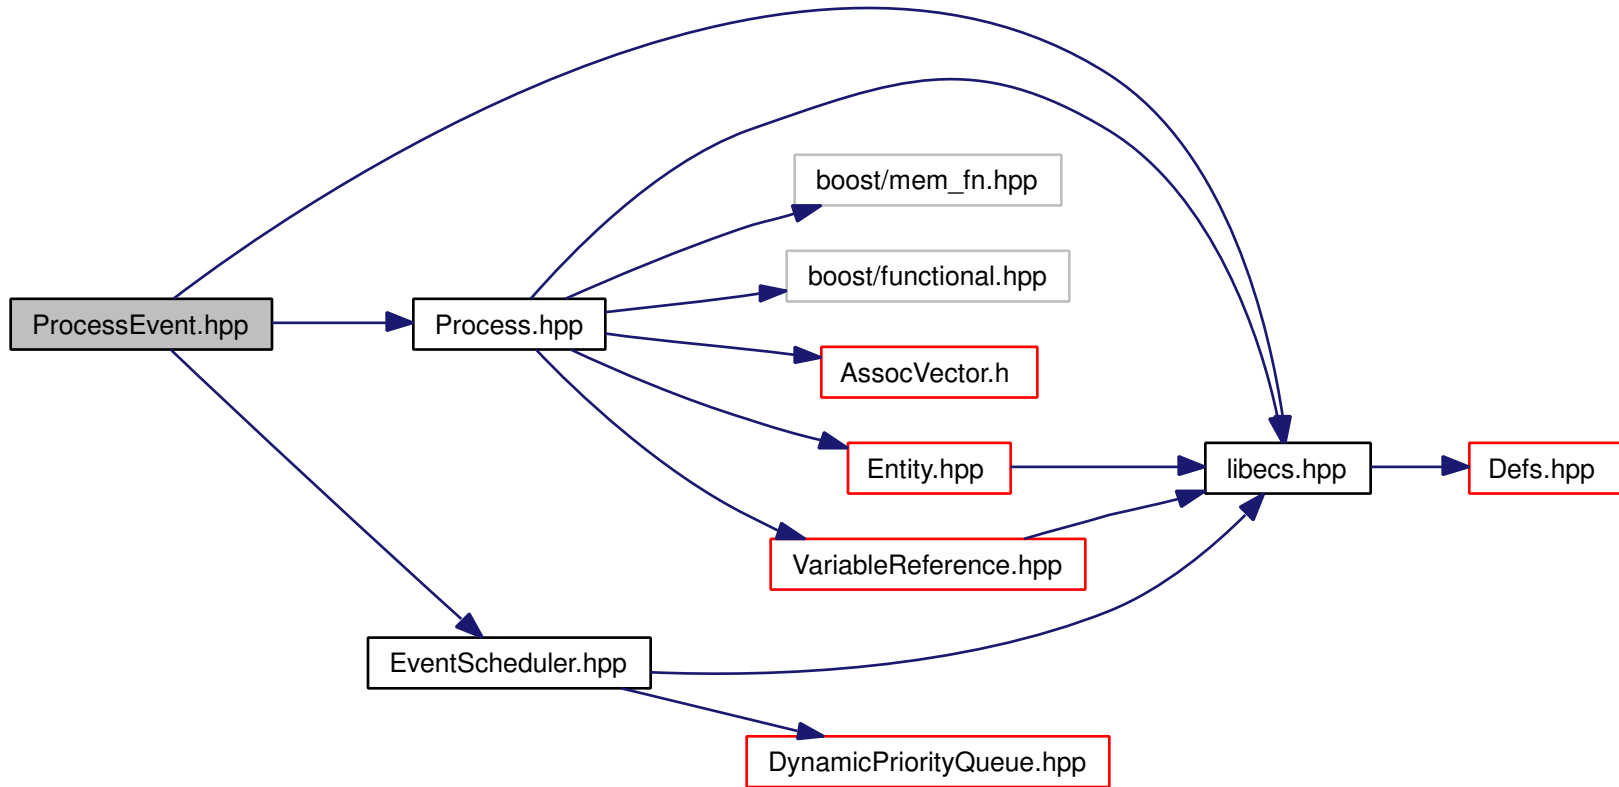 boost/mem_fn.hpp
boost/functional.hpp
ProcessEvent.hpp
Process.hpp
AssocVector.h
Entity.hpp
libecs.hpp
Defs.hpp
VariableReference.hpp
EventScheduler.hpp
DynamicPriorityQueue.hpp